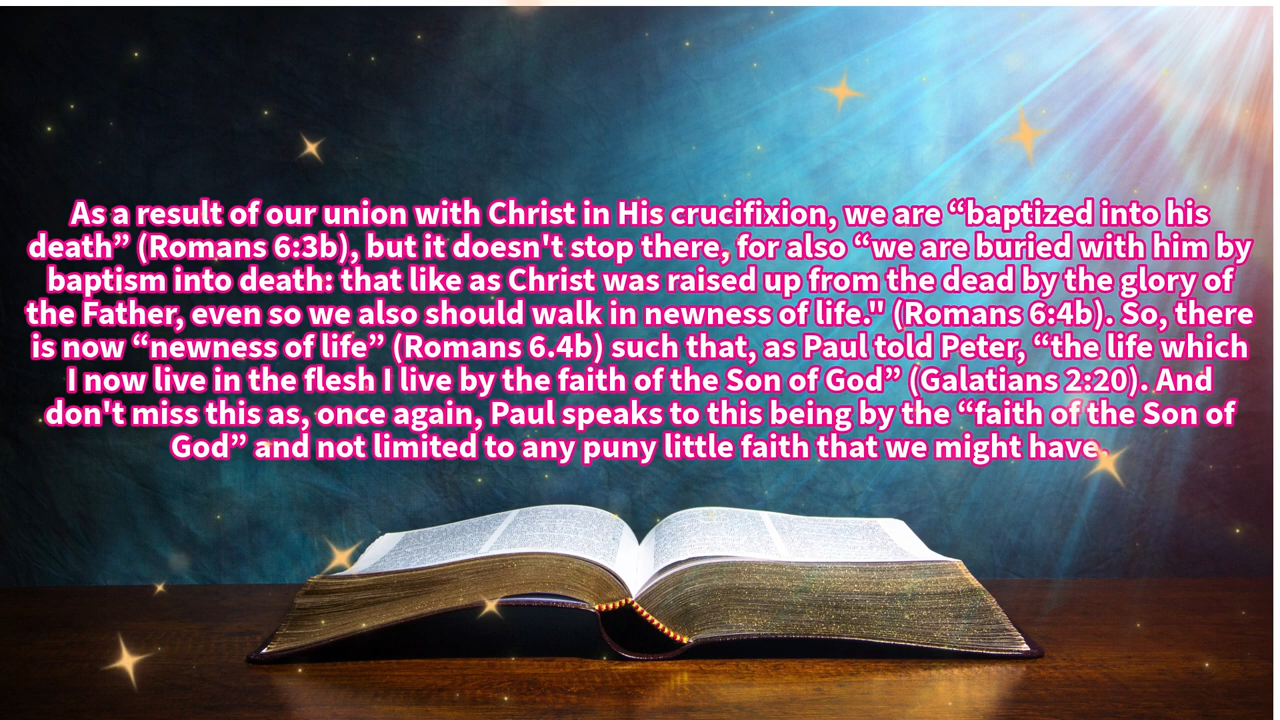 As a result of our union with Christ in His crucifixion, we are “baptized into his
death” (Romans 6:3b), but it doesn't stop there, for also “we are buried with him by
baptism into death: that like as Christ was raised up from the dead by the glory of
the Father, even so we also should walk in newness of life." (Romans 6:4b). So, there
is now “newness of life” (Romans 6.4b) such that, as Paul told Peter, “the life which
I now live in the flesh I live by the faith of the Son of God” (Galatians 2:20). And
don't miss this as, once again, Paul speaks to this being by the “faith of the Son of
God” and not limited to any puny little faith that we might have.